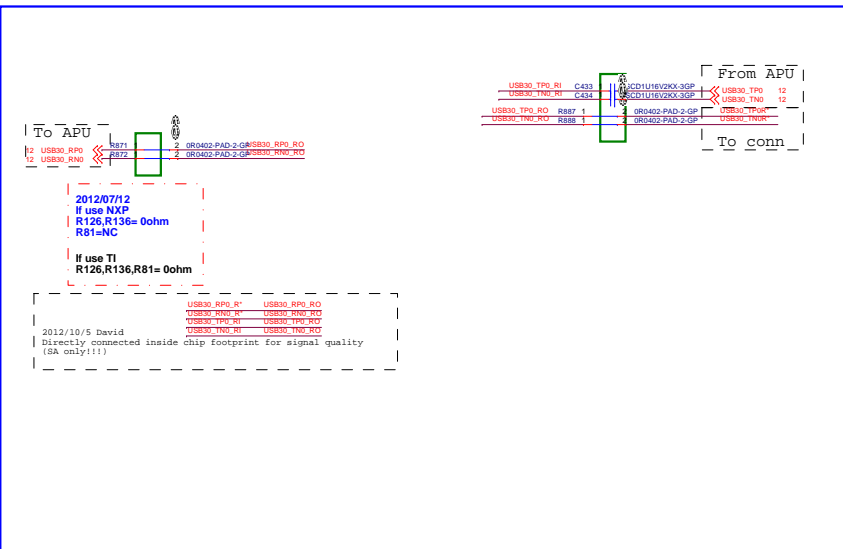 From APU
USB30_TP0_RI C433 1 SCD1U16V2KX-3GP USB30_TP0 12
USB30_TN0_RI C434 1 SCD1U16V2KX-3GP USB30_TN0 12
USB30_TP0_RO R887 1 2 0R0402-PAD-2-GP USB30_TP0R*
USB30_TN0_RO R888 1 2 0R0402-PAD-2-GP USB30_TN0R*
To conn
To APU
12 USB30_RP0 R871 1 2 0R0402-PAD-2-GP USB30_RP0_RO
12 USB30_RN0 R872 1 2 0R0402-PAD-2-GP USB30_RN0_RO
2012/07/12
If use NXP
R126,R136= 0ohm
R81=NC
If use TI
R126,R136,R81= 0ohm
USB30_RP0_R* USB30_RP0_RO
USB30_RN0_R* USB30_RN0_RO
USB30_TP0_RI USB30_TP0_RO
USB30_TN0_RI USB30_TN0_RO
2012/10/5 David
Directly connected inside chip footprint for signal quality
(SA only!!!)